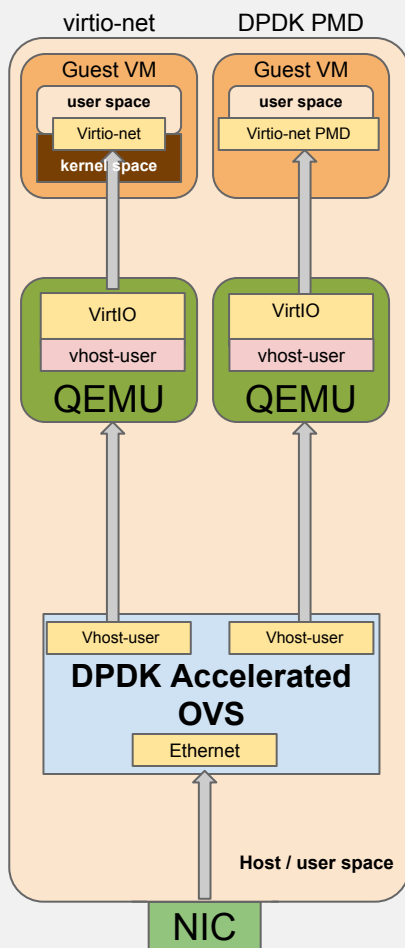 virtio-net
DPDK PMD
Guest VM
user space
Virtio-net
kernel space
Guest VM
user space
Virtio-net PMD
VirtIO
vhost-user
QEMU
VirtIO
vhost-user
QEMU
Vhost-user
Vhost-user
DPDK Accelerated
OVS
Ethernet
Host / user space
NIC